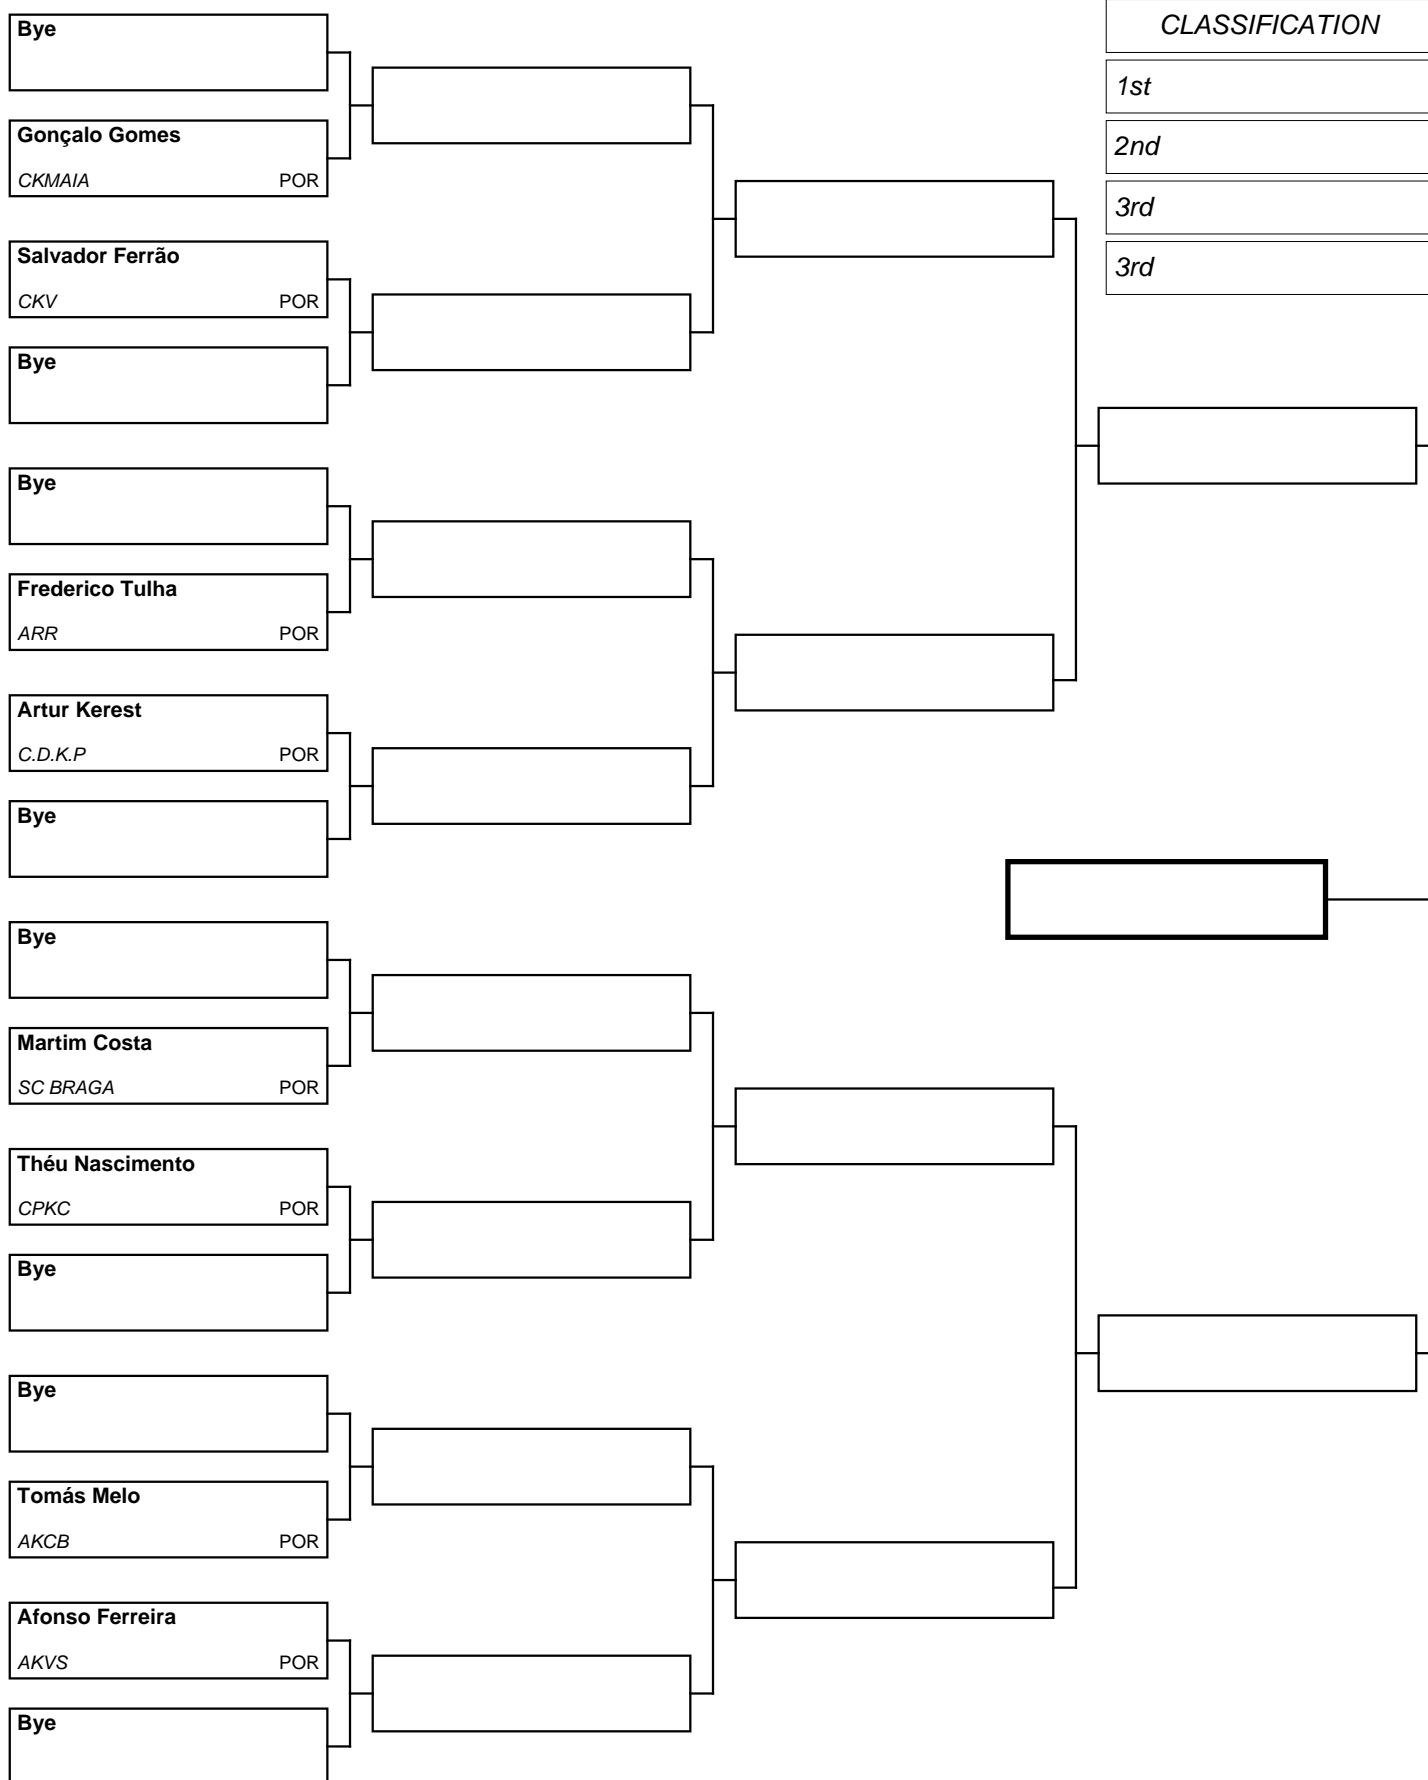 Bye
Gonçalo Gomes
CKMAIA POR
Salvador Ferrão
CKV POR
Bye
Bye
Frederico Tulha
ARR POR
Artur Kerest
C.D.K.P POR
Bye
Bye
Martim Costa
SC BRAGA POR
Théu Nascimento
CPKC POR
Bye
Bye
Tomás Melo
AKCB POR
Afonso Ferreira
AKVS POR
Bye
CLASSIFICATION
1st
2nd
3rd
3rd